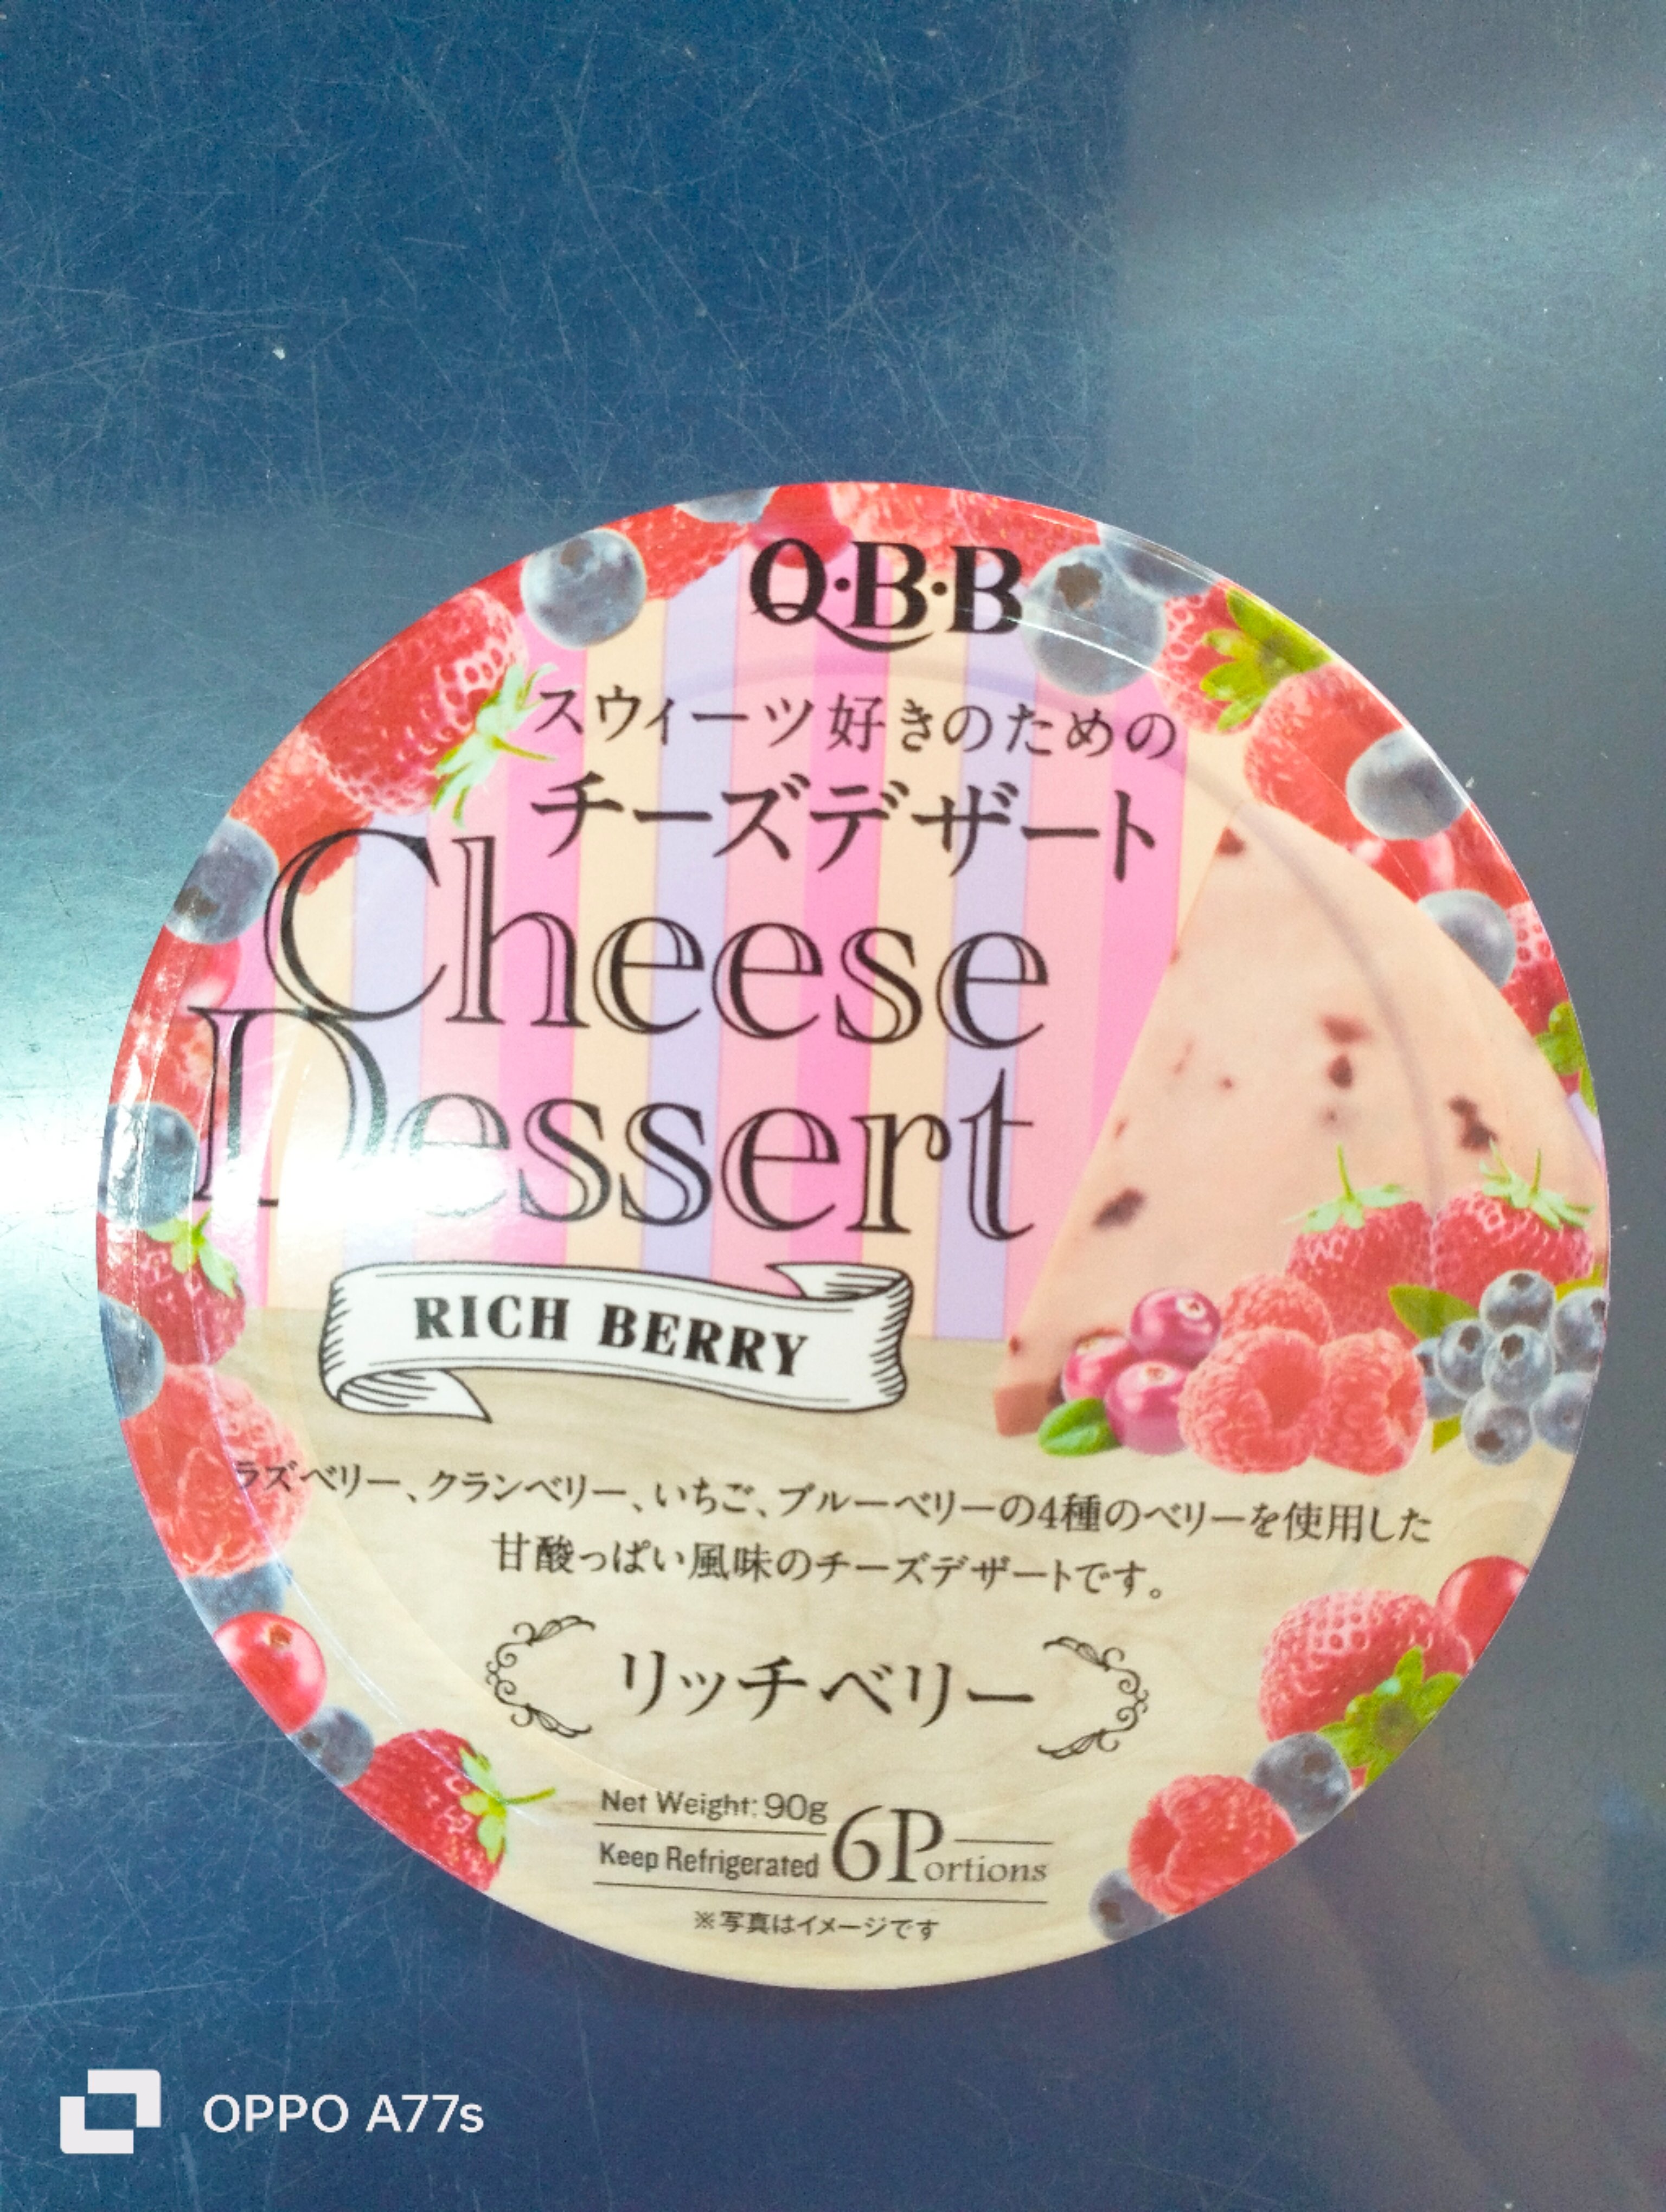 Q·B·B
スウィーツ好きのための
チーズデザート
Cheese
Dessert
RICH BERRY
ラズベリー、クランベリー、いちご、ブルーベリーの4種のベリーを使用した
甘酸っぱい風味のチーズデザートです。
リッチベリー
Net Weight: 90g
Keep Refrigerated
6Portions
※写真はイメージです
OPPO A77s